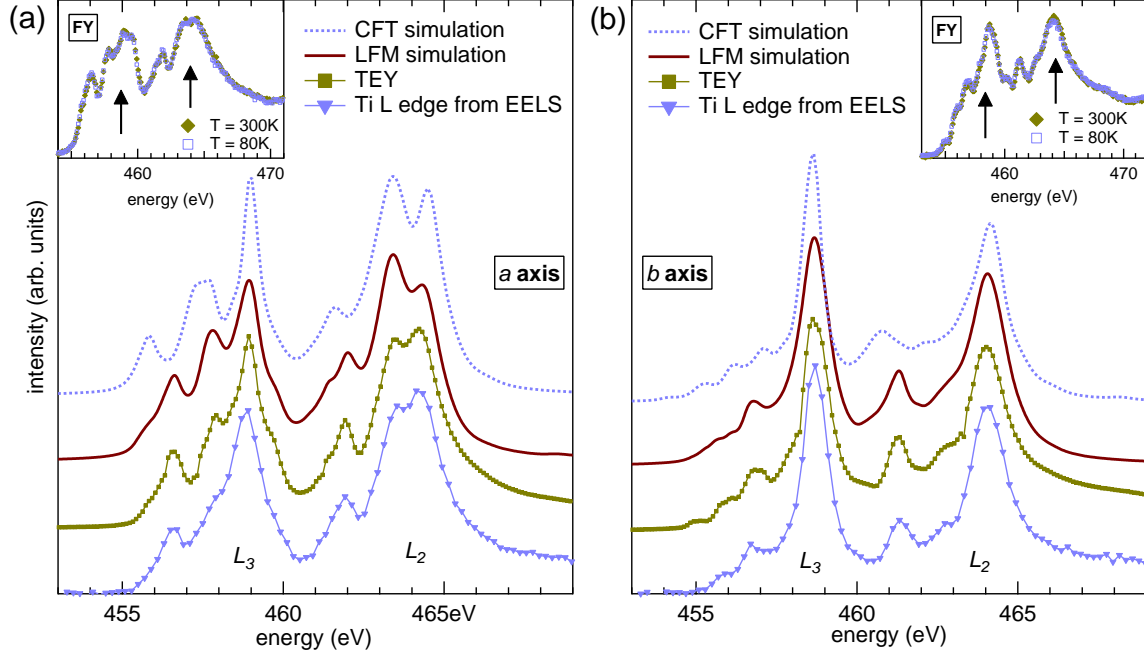 (a)
FY
T = 300K
T = 80K
460
470
energy (eV)
CFT simulation
LFM simulation
TEY
Ti L edge from EELS
a axis
intensity (arb. units)
L3
L2
455
460
465eV
energy (eV)
(b)
CFT simulation
LFM simulation
TEY
Ti L edge from EELS
FY
T = 300K
T = 80K
460
470
energy (eV)
b axis
L3
L2
455
460
465
energy (eV)